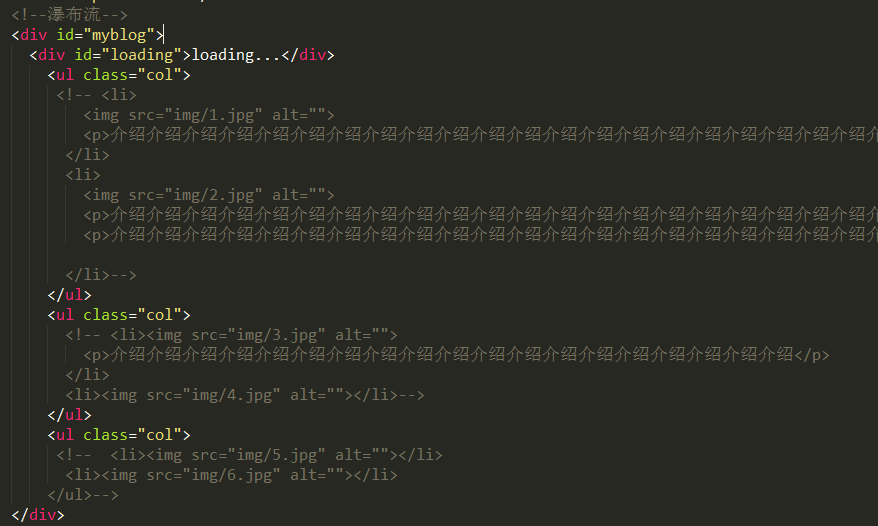 <!--瀑布流-->
<div id="myblog">
<div id="loading">loading...</div>
<ul class="col">
<!-- <li>
<img src="img/1.jpg" alt="">
<p>介绍介绍介绍介绍介绍介绍介绍介绍介绍介绍介绍介绍介绍介绍介绍介绍介绍介绍介绍介绍介绍介
</li>
<li>
<img src="img/2.jpg" alt="">
<p>介绍介绍介绍介绍介绍介绍介绍介绍介绍介绍介绍介绍介绍介绍介绍介绍介绍介绍介绍介绍介绍介
<p>介绍介绍介绍介绍介绍介绍介绍介绍介绍介绍介绍介绍介绍介绍介绍介绍介绍介绍介绍介绍介绍介
</li>-->
</ul>
<ul class="col">
<!-- <li><img src="img/3.jpg" alt="">
<p>介绍介绍介绍介绍介绍介绍介绍介绍介绍介绍介绍介绍介绍介绍介绍介绍介绍介绍介绍</p>
</li>
<li><img src="img/4.jpg" alt=""></li>-->
</ul>
<ul class="col">
<!--  <li><img src="img/5.jpg" alt=""></li>
<li><img src="img/6.jpg" alt=""></li>
</ul>-->
</div>